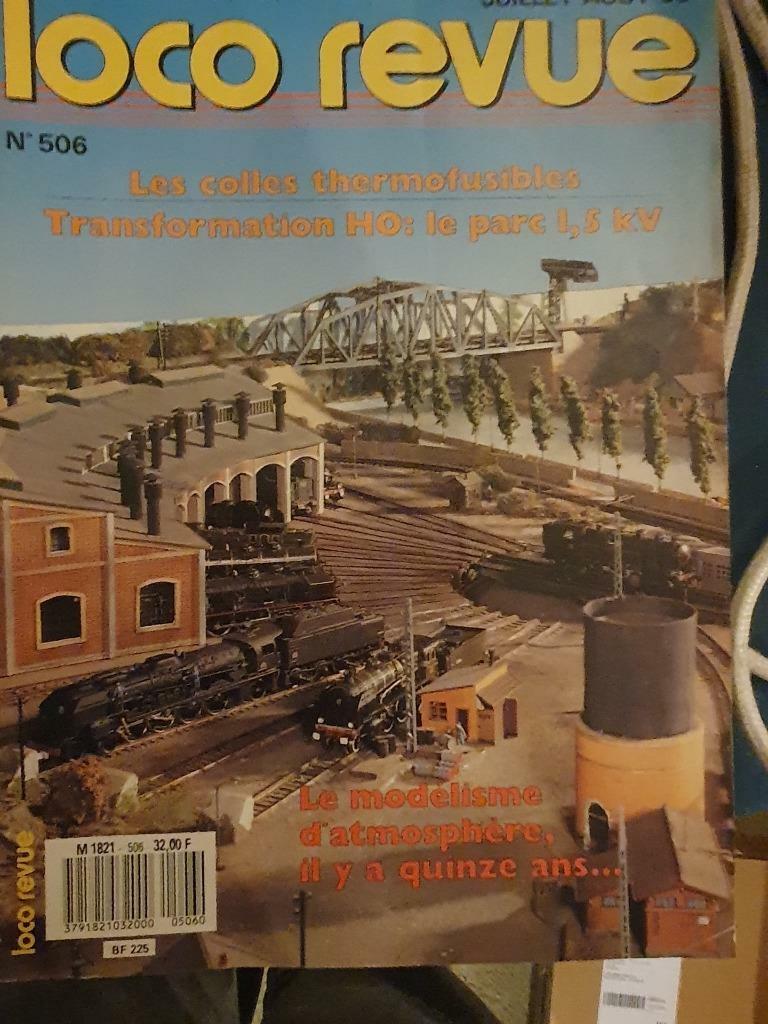 loco revue
N° 506
Les colles thermofusibles
Transformation HO: le parc 1,5 kV
Le modélisme
d'atmosphère,
il y a quinze ans...
M 1821 - 506 32,00 F
3791821032000 05060
BF 225
loco revue